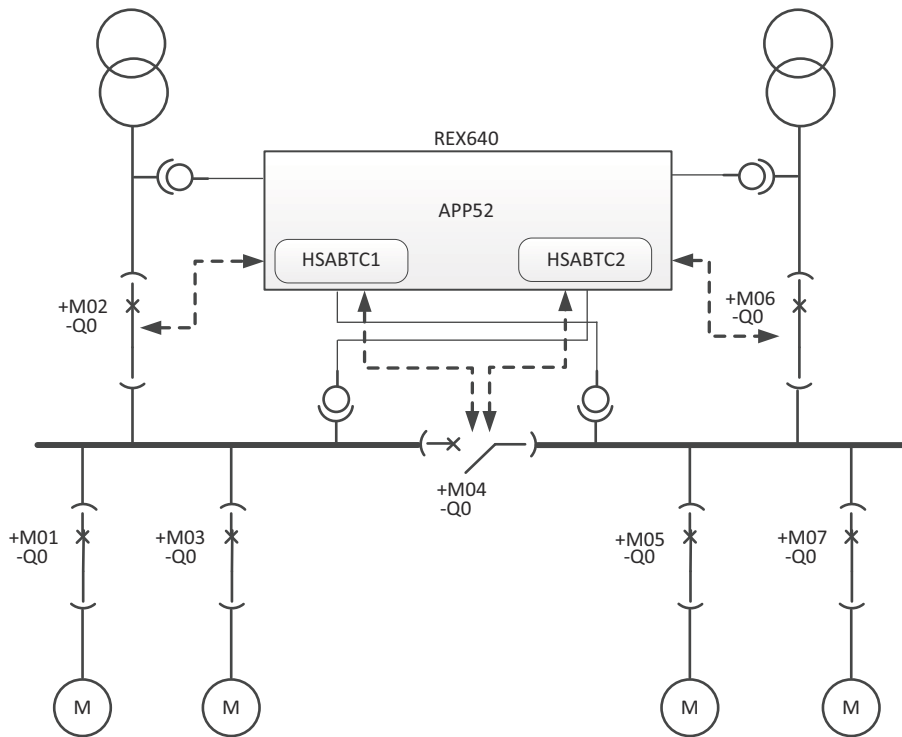 REX640
APP52
HSABTC1
HSABTC2
+M02
-Q0
+M06
-Q0
+M04
-Q0
+M01
-Q0
+M03
-Q0
+M05
-Q0
+M07
-Q0
M
M
M
M